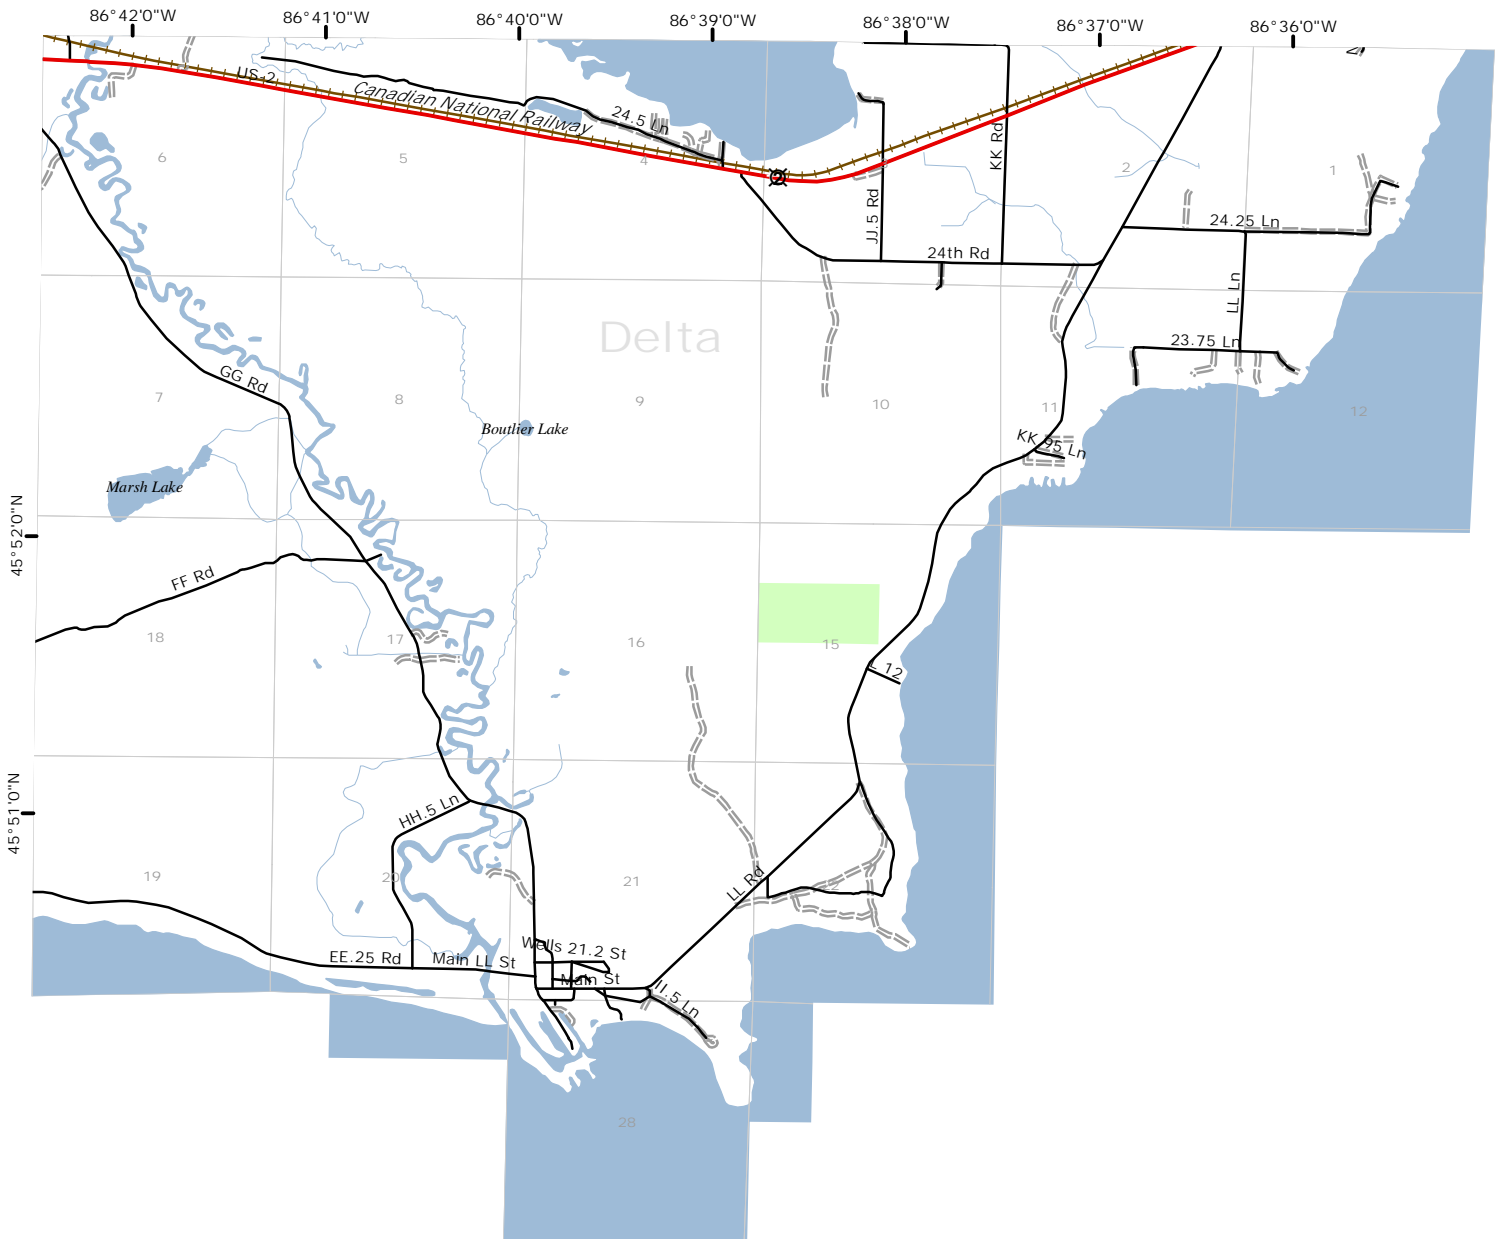 86°42'0"W
86°41'0"W
86°40'0"W
86°39'0"W
86°38'0"W
86°37'0"W
86°36'0"W
US-2
Canadian National Railway
24.5 Ln
2
KK Rd
JJ.5 Rd
24th Rd
24.25 Ln
LL Ln
23.75 Ln
6
5
4
2
1
Delta
GG Rd
7
8
9
10
11
12
Boutlier Lake
KK.95 Ln
Marsh Lake
45°52'0"N
FF Rd
18
17
16
15
L 12
45°51'0"N
HH.5 Ln
19
20
21
LL Rd
EE.25 Rd
Main LL St
Wells 21.2 St
Main St
II.5 Ln
28